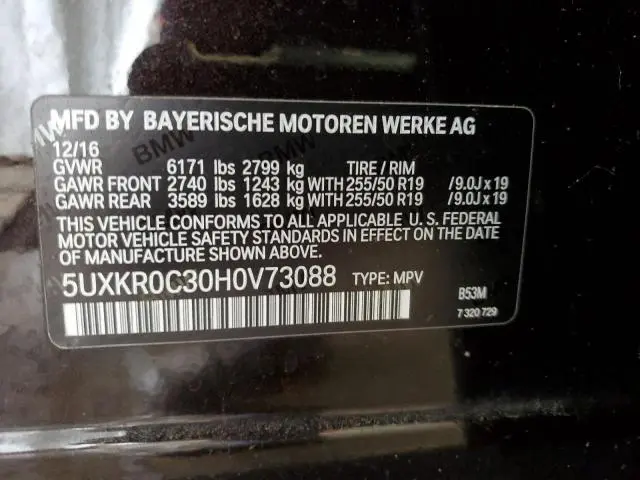 MFD BY BAYERISCHE MOTOREN WERKE AG
12/16
GVWR 6171 lbs 2799 kg TIRE / RIM
GAWR FRONT 2740 lbs 1243 kg WITH 255/50 R19 /9.0J x 19
GAWR REAR 3589 lbs 1628 kg WITH 255/50 R19 /9.0J x 19
THIS VEHICLE CONFORMS TO ALL APPLICABLE U. S. FEDERAL
MOTOR VEHICLE SAFETY STANDARDS IN EFFECT ON THE DATE
OF MANUFACTURE SHOWN ABOVE.
5UXKR0C30H0V73088 TYPE: MPV
B53M
7 320 729